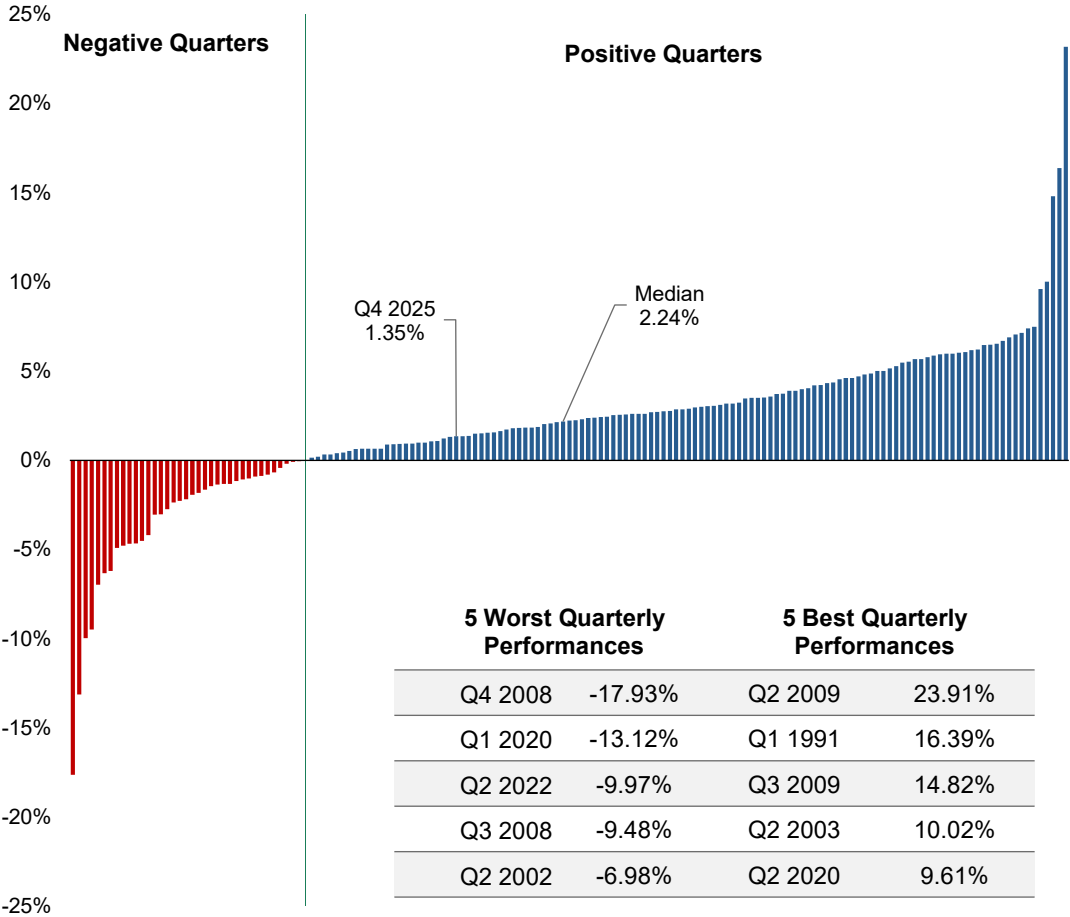 25%
Negative Quarters
Positive Quarters
20%
15%
10%
Q4 2025
1.35%
Median
2.24%
5%
0%
-5%
-10%
-15%
-20%
-25%
5 Worst Quarterly
Performances
5 Best Quarterly
Performances
Q4 2008 -17.93% Q2 2009 23.91%
Q1 2020 -13.12% Q1 1991 16.39%
Q2 2022 -9.97% Q3 2009 14.82%
Q3 2008 -9.48% Q2 2003 10.02%
Q2 2002 -6.98% Q2 2020 9.61%